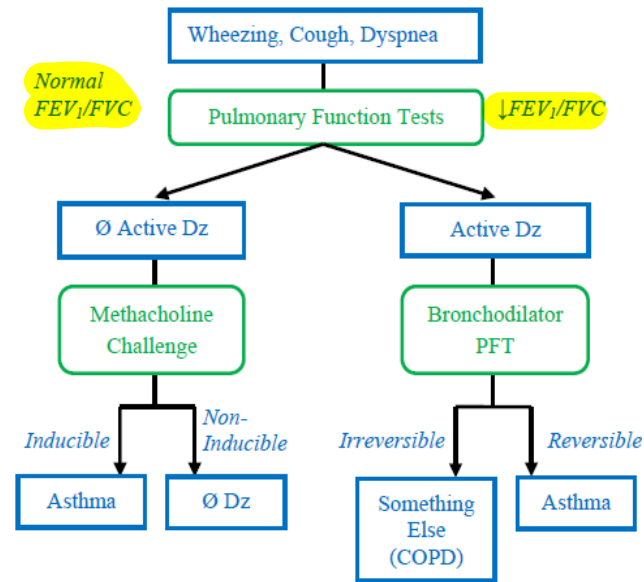 Wheezing, Cough, Dyspnea
Normal
FEV₁/FVC
Pulmonary Function Tests
↓FEV₁/FVC
Ø Active Dz
Active Dz
Methacholine
Challenge
Bronchodilator
PFT
Inducible
Non-
Inducible
Irreversible
Reversible
Asthma
Ø Dz
Something
Else
(COPD)
Asthma